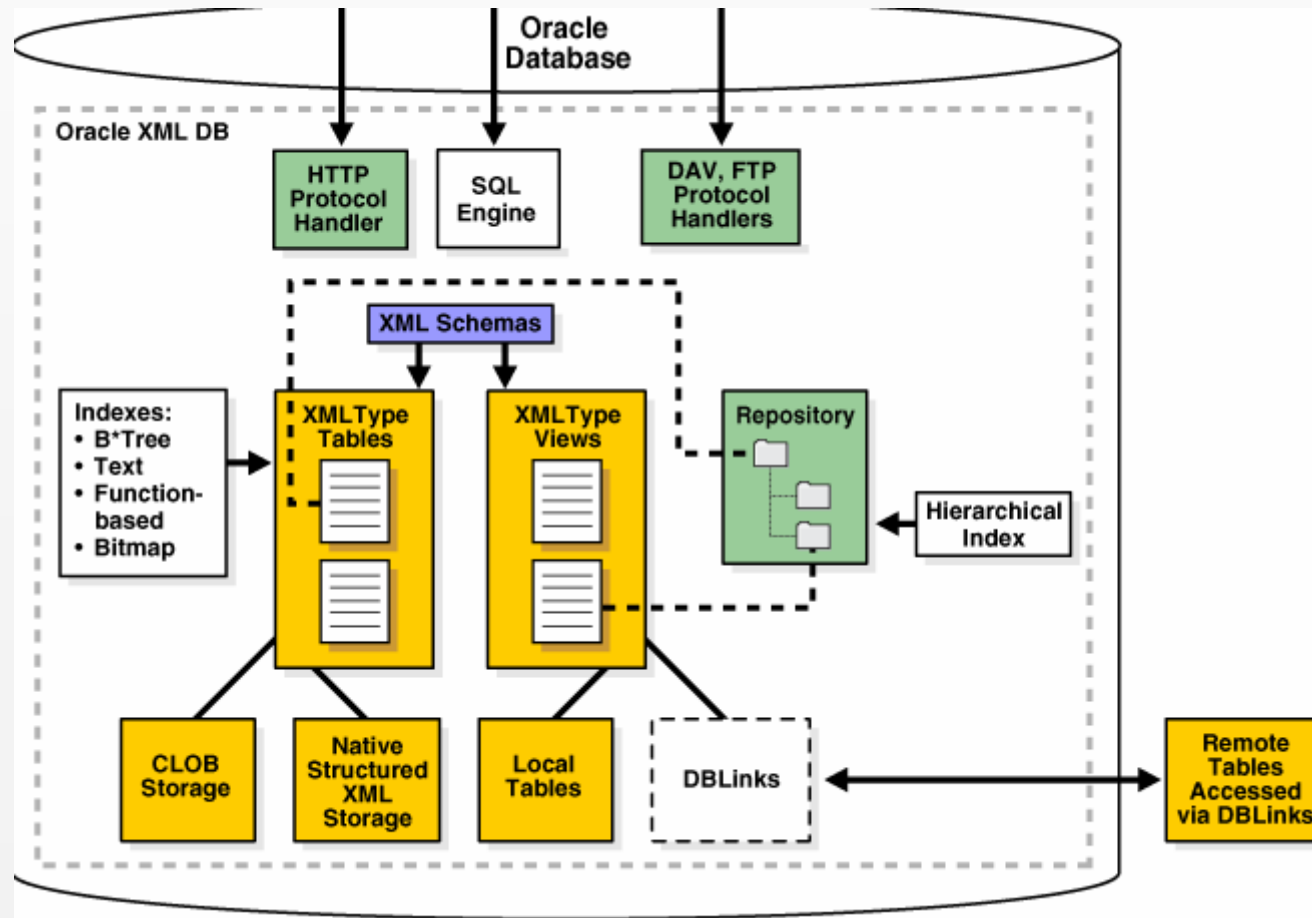 Oracle
Database
Oracle XML DB
HTTP
Protocol
Handler
SQL
Engine
DAV, FTP
Protocol
Handlers
XML Schemas
Indexes:
• B*Tree
• Text
• Function-
based
• Bitmap
XMLType
Tables
XMLType
Views
Repository
Hierarchical
Index
CLOB
Storage
Native
Structured
XML
Storage
Local
Tables
DBLinks
Remote
Tables
Accessed
via DBLinks